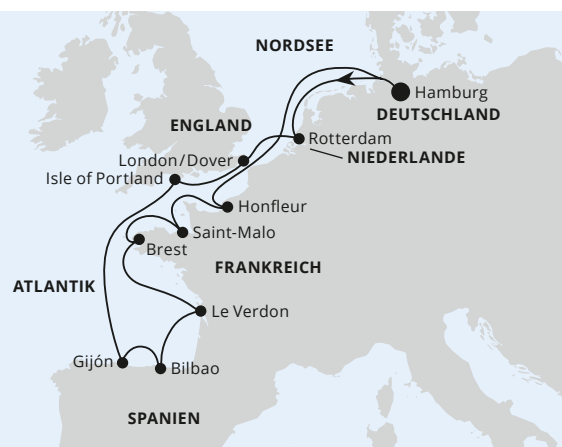 NORDSEE
Hamburg
DEUTSCHLAND
ENGLAND
Rotterdam
NIEDERLANDE
London/Dover
Isle of Portland
Honfleur
Saint-Malo
Brest
FRANKREICH
ATLANTIK
Le Verdon
Gijón
Bilbao
SPANIEN